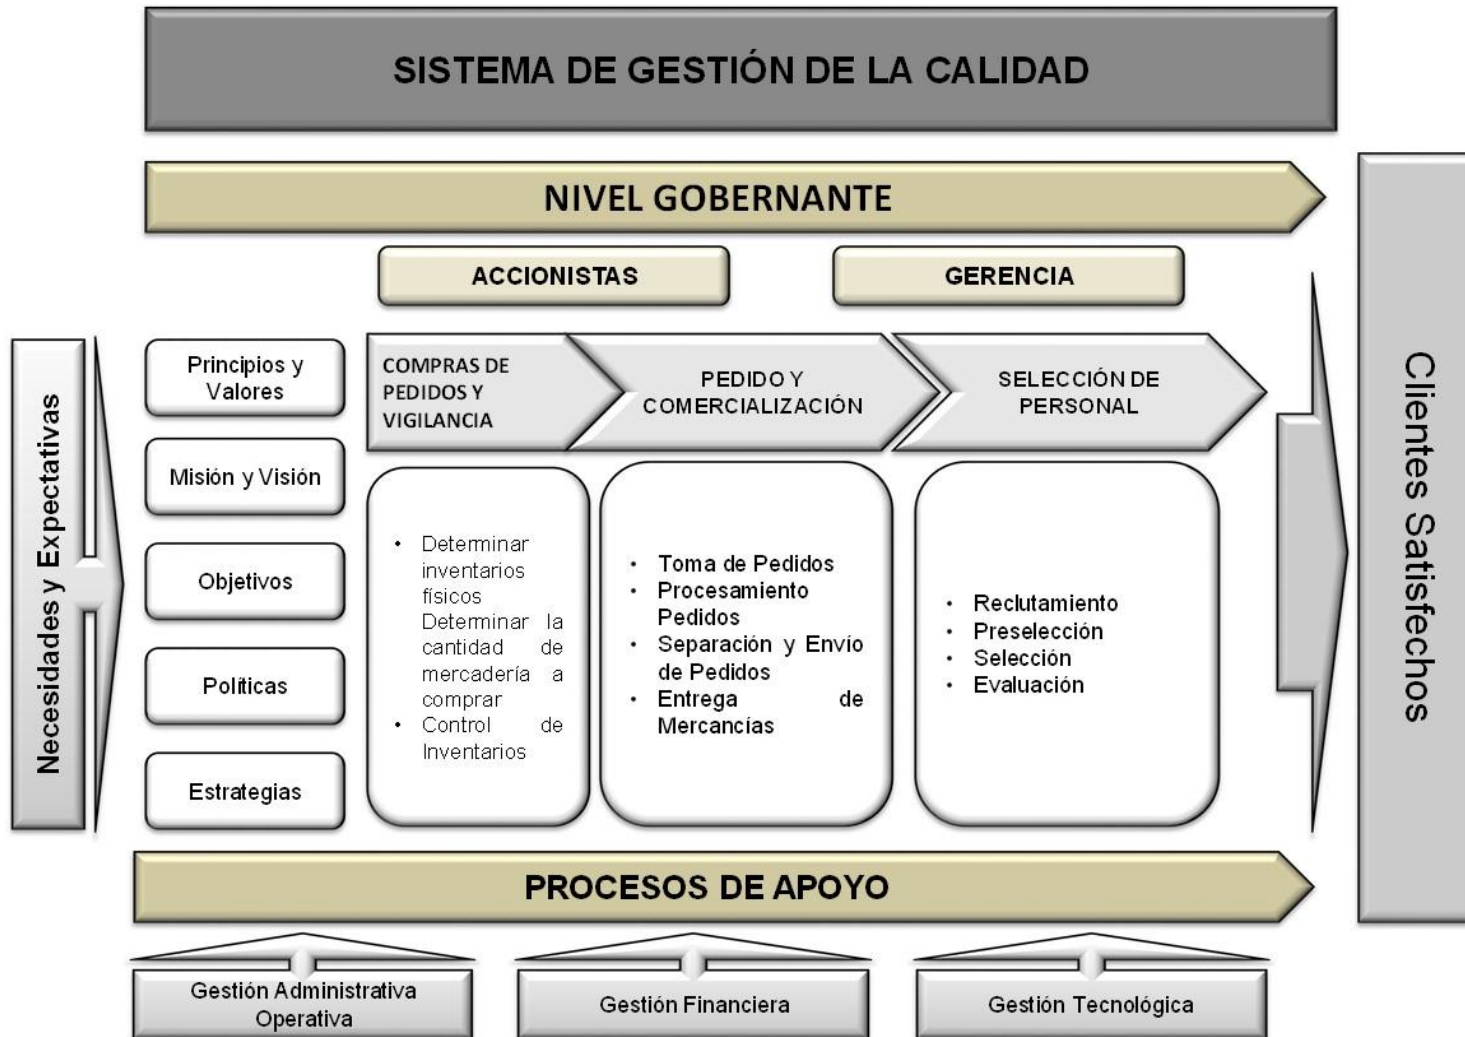 SISTEMA DE GESTIÓN DE LA CALIDAD
NIVEL GOBERNANTE
ACCIONISTAS
GERENCIA
Necesidades y Expectativas
Principios y
Valores
Misión y Visión
Objetivos
Políticas
Estrategias
COMPRAS DE
PEDIDOS Y
VIGILANCIA
PEDIDO Y
COMERCIALIZACIÓN
SELECCIÓN DE
PERSONAL
• Determinar
inventarios
físicos
Determinar la
cantidad de
mercadería a
comprar
• Control de
Inventarios
• Toma de Pedidos
• Procesamiento
Pedidos
• Separación y Envío
de Pedidos
• Entrega de
Mercancías
• Reclutamiento
• Preselección
• Selección
• Evaluación
Clientes Satisfechos
PROCESOS DE APOYO
Gestión Administrativa
Operativa
Gestión Financiera
Gestión Tecnológica